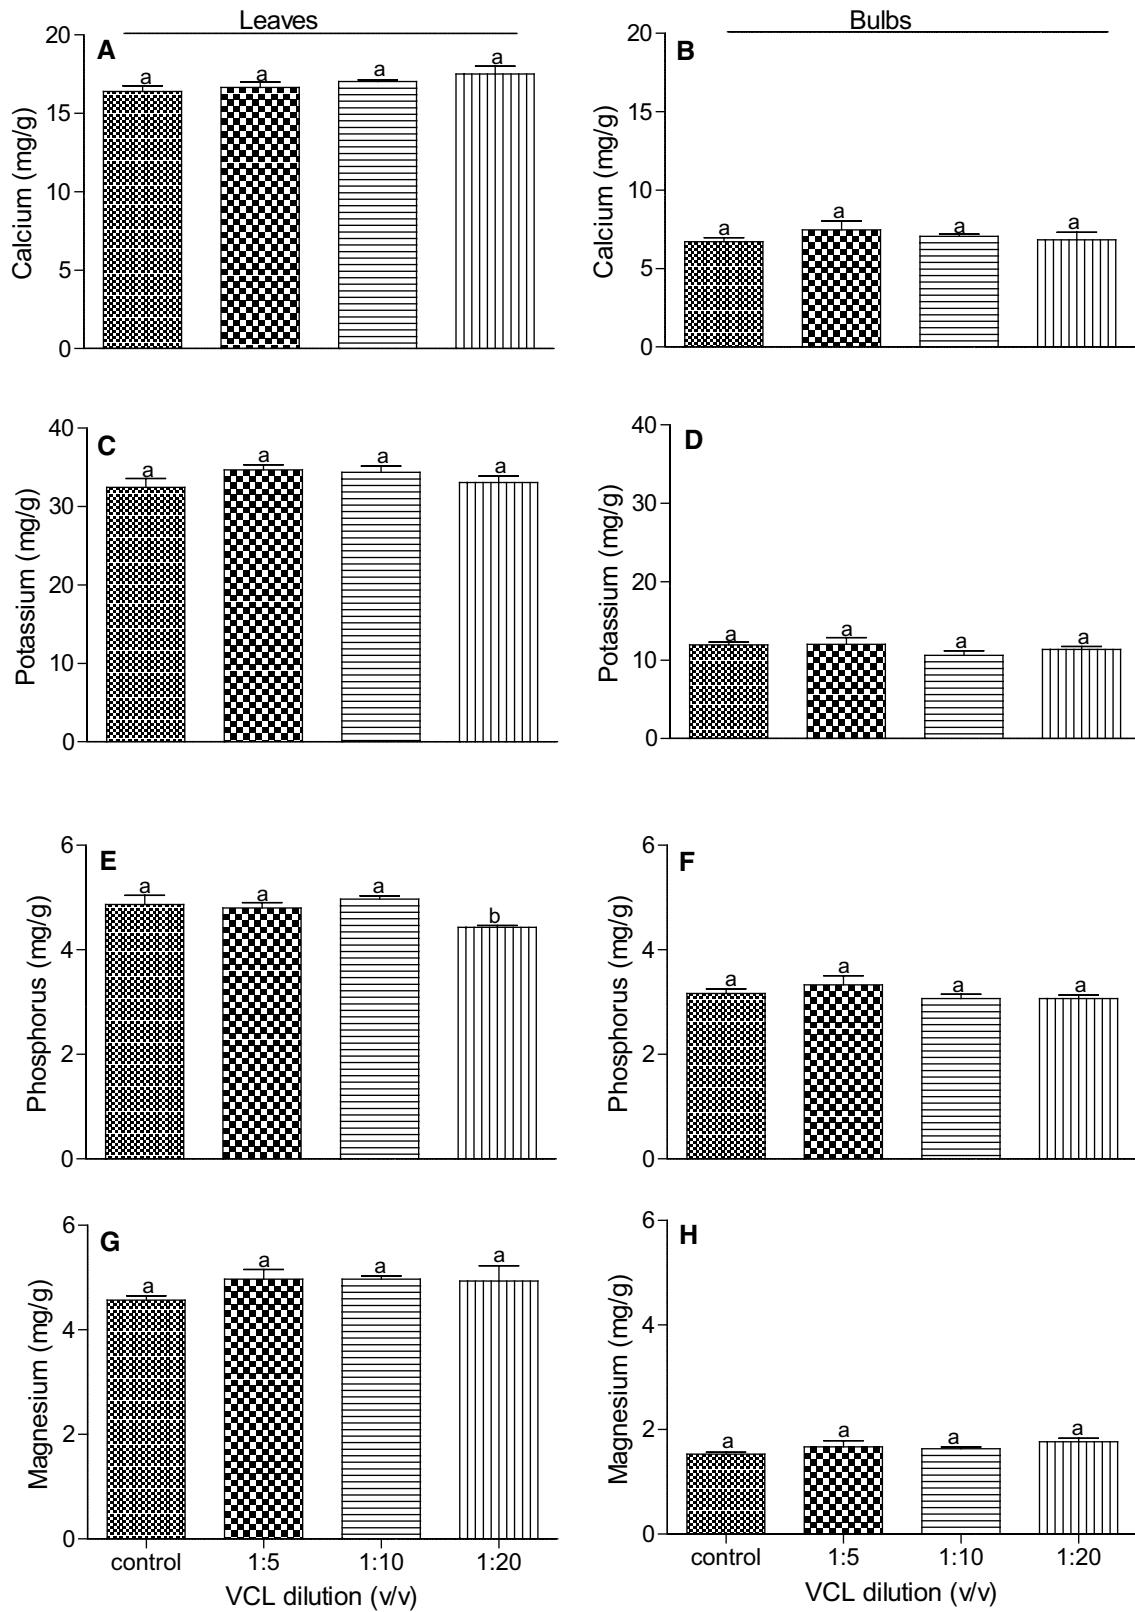 Leaves
Bulbs
A
Calcium (mg/g)
20
15
10
5
0
a
a
a
a
B
Calcium (mg/g)
20
15
10
5
0
a
a
a
a
C
Potassium (mg/g)
40
30
20
10
0
a
a
a
a
D
Potassium (mg/g)
40
30
20
10
0
a
a
a
a
E
Phosphorus (mg/g)
6
4
2
0
a
a
a
b
F
Phosphorus (mg/g)
6
4
2
0
a
a
a
a
G
Magnesium (mg/g)
6
4
2
0
a
a
a
a
control 1:5 1:10 1:20
VCL dilution (v/v)
H
Magnesium (mg/g)
6
4
2
0
a
a
a
a
control 1:5 1:10 1:20
VCL dilution (v/v)